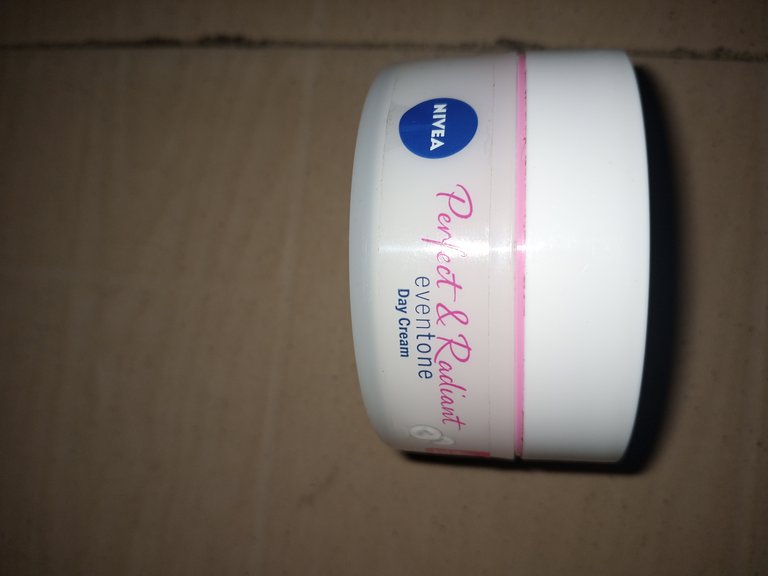 NIVEA
Perfect & Radiant
eventone
Day Cream